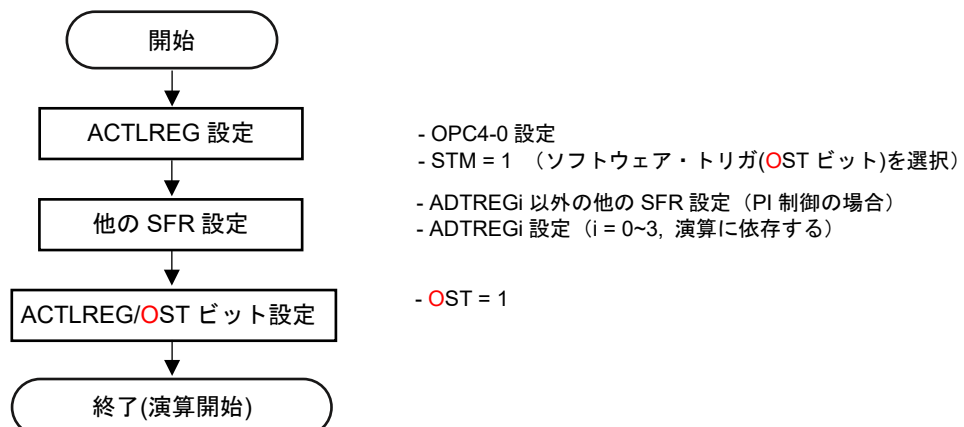 開始
ACTLREG 設定
- OPC4-0 設定
- STM = 1 （ソフトウェア・トリガ(OST ビット)を選択）
他の SFR 設定
- ADTREGi 以外の他の SFR 設定（PI 制御の場合）
- ADTREGi 設定（i = 0~3, 演算に依存する）
ACTLREG/OST ビット設定
- OST = 1
終了(演算開始)